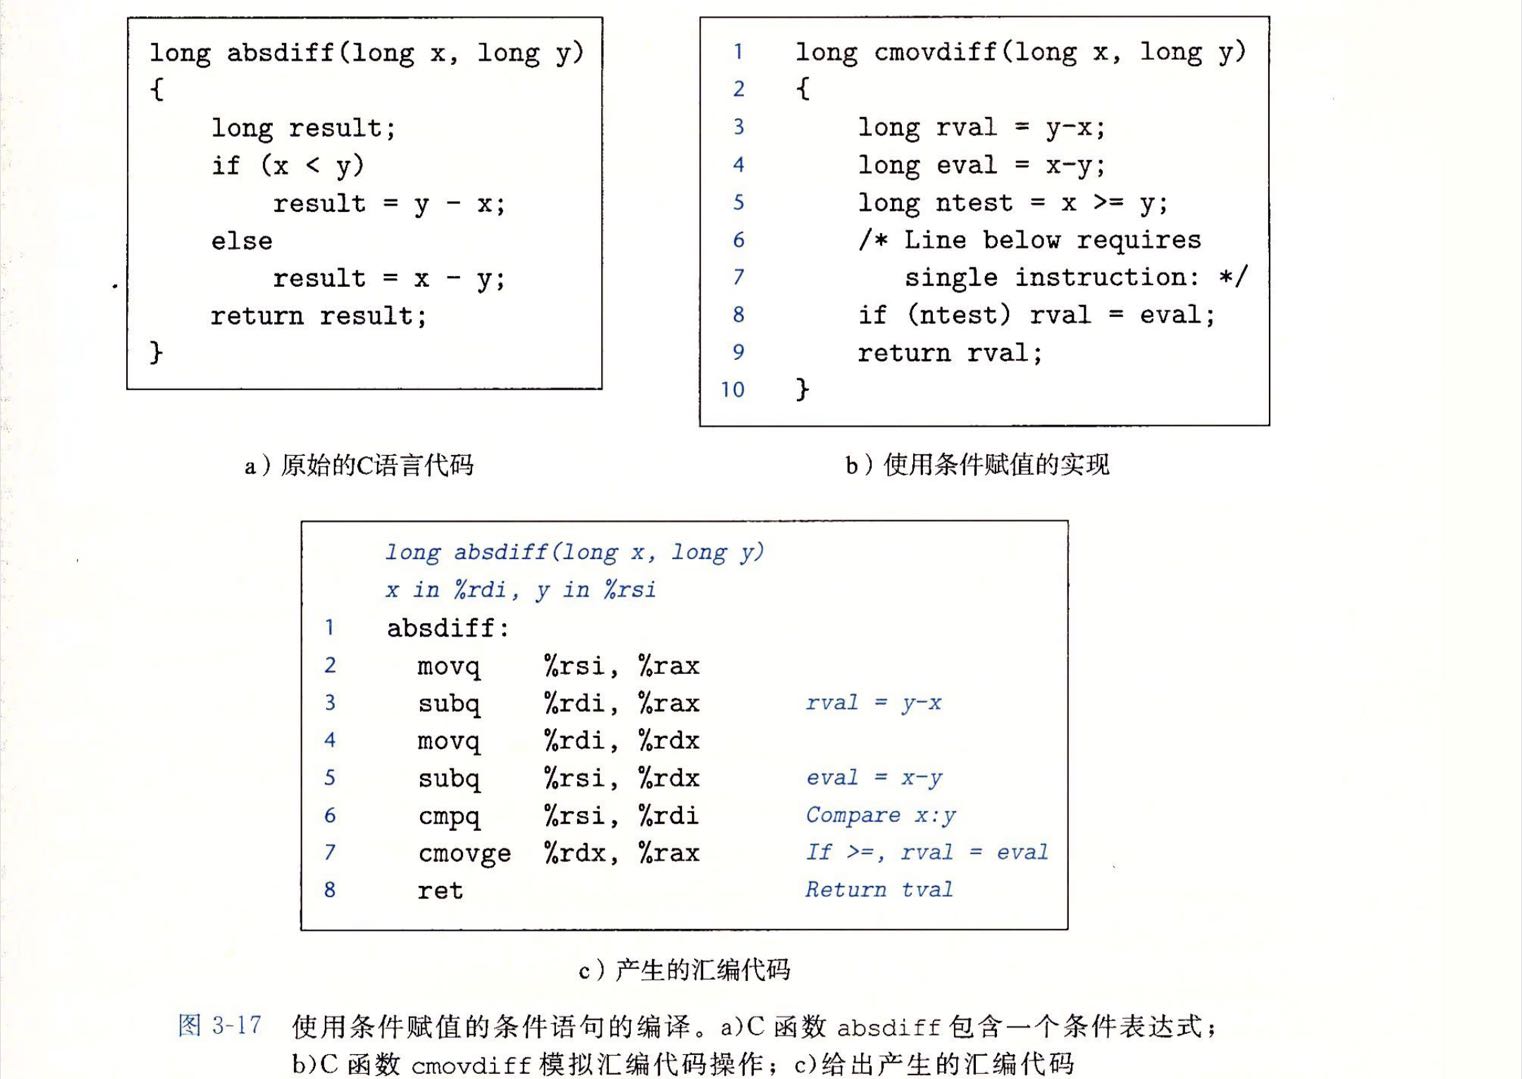 long absdiff(long x, long y)
{
    long result;
    if (x < y)
        result = y - x;
    else
        result = x - y;
    return result;
}
a）原始的C语言代码
1 long cmovdiff(long x, long y)
2 {
3     long rval = y-x;
4     long eval = x-y;
5     long ntest = x >= y;
6     /* Line below requires
7        single instruction: */
8     if (ntest) rval = eval;
9     return rval;
10 }
b）使用条件赋值的实现
long absdiff(long x, long y)
x in %rdi, y in %rsi
1 absdiff:
2   movq    %rsi, %rax
3   subq    %rdi, %rax    rval = y-x
4   movq    %rdi, %rdx
5   subq    %rsi, %rdx    eval = x-y
6   cmpq    %rsi, %rdi    Compare x:y
7   cmovge  %rdx, %rax    If >=, rval = eval
8   ret    Return tval
c）产生的汇编代码
图 3-17 使用条件赋值的条件语句的编译。a)C 函数 absdiff 包含一个条件表达式；
b)C 函数 cmovdiff 模拟汇编代码操作；c)给出产生的汇编代码